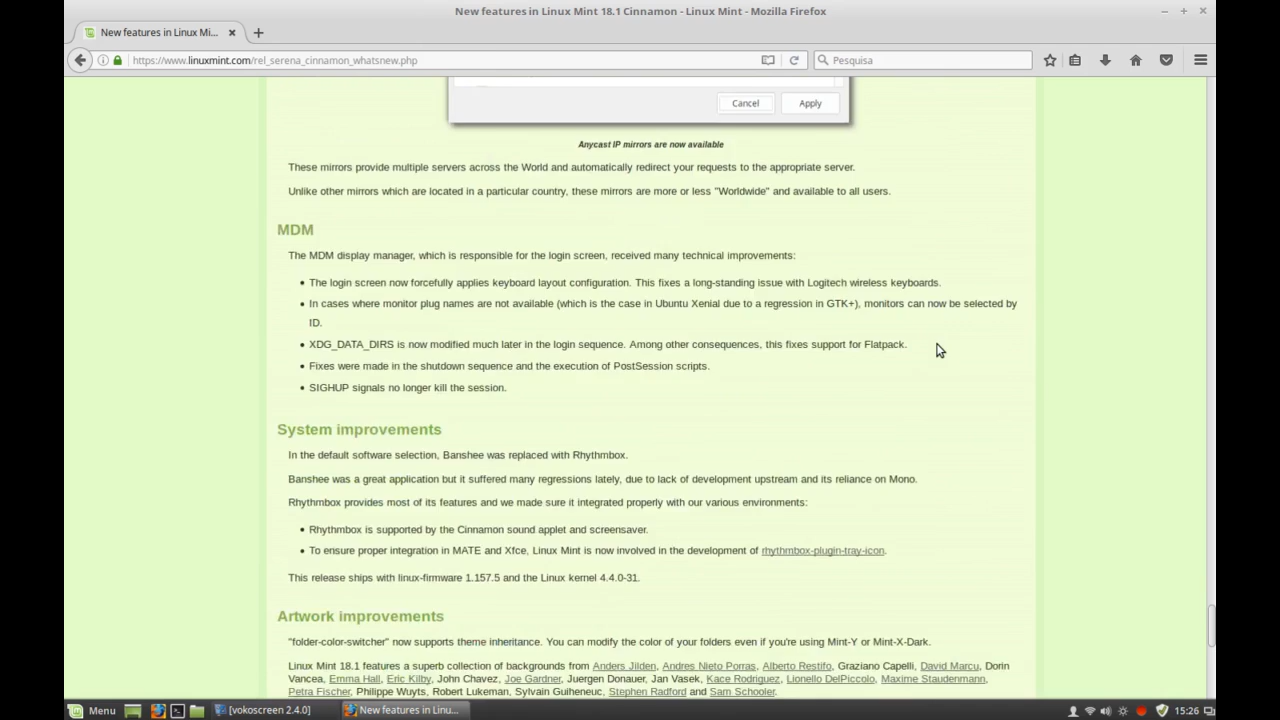 New features in Linux Mint 18.1 Cinnamon - Linux Mint - Mozilla Firefox
New features in Linux Mi...
https://www.linuxmint.com/rel_serena_cinnamon_whatsnew.php
Pesquisa
Cancel
Apply
Anycast IP mirrors are now available
These mirrors provide multiple servers across the World and automatically redirect your requests to the appropriate server.
Unlike other mirrors which are located in a particular country, these mirrors are more or less "Worldwide" and available to all users.
MDM
The MDM display manager, which is responsible for the login screen, received many technical improvements:
The login screen now forcefully applies keyboard layout configuration. This fixes a long-standing issue with Logitech wireless keyboards.
In cases where monitor plug names are not available (which is the case in Ubuntu Xenial due to a regression in GTK+), monitors can now be selected by
ID.
XDG_DATA_DIRS is now modified much later in the login sequence. Among other consequences, this fixes support for Flatpack.
Fixes were made in the shutdown sequence and the execution of PostSession scripts.
SIGHUP signals no longer kill the session.
System improvements
In the default software selection, Banshee was replaced with Rhythmbox.
Banshee was a great application but it suffered many regressions lately, due to lack of development upstream and its reliance on Mono.
Rhythmbox provides most of its features and we made sure it integrated properly with our various environments:
Rhythmbox is supported by the Cinnamon sound applet and screensaver.
To ensure proper integration in MATE and Xfce, Linux Mint is now involved in the development of rhythmbox-plugin-tray-icon.
This release ships with linux-firmware 1.157.5 and the Linux kernel 4.4.0-31.
Artwork improvements
"folder-color-switcher" now supports theme inheritance. You can modify the color of your folders even if you're using Mint-Y or Mint-X-Dark.
Linux Mint 18.1 features a superb collection of backgrounds from Anders Jilden, Andres Nieto Porras, Alberto Restifo, Graziano Capelli, David Marcu, Dorin
Vancea, Emma Hall, Eric Kilby, John Chavez, Joe Gardner, Juergen Donauer, Jan Vasek, Kace Rodriguez, Lionello DelPiccolo, Maxime Staudenmann,
Petra Fischer, Philippe Wuyts, Robert Lukeman, Sylvain Guiheneuc, Stephen Radford and Sam Schooler.
Menu
[vokoscreen 2.4.0]
New features in Linu...
15:26